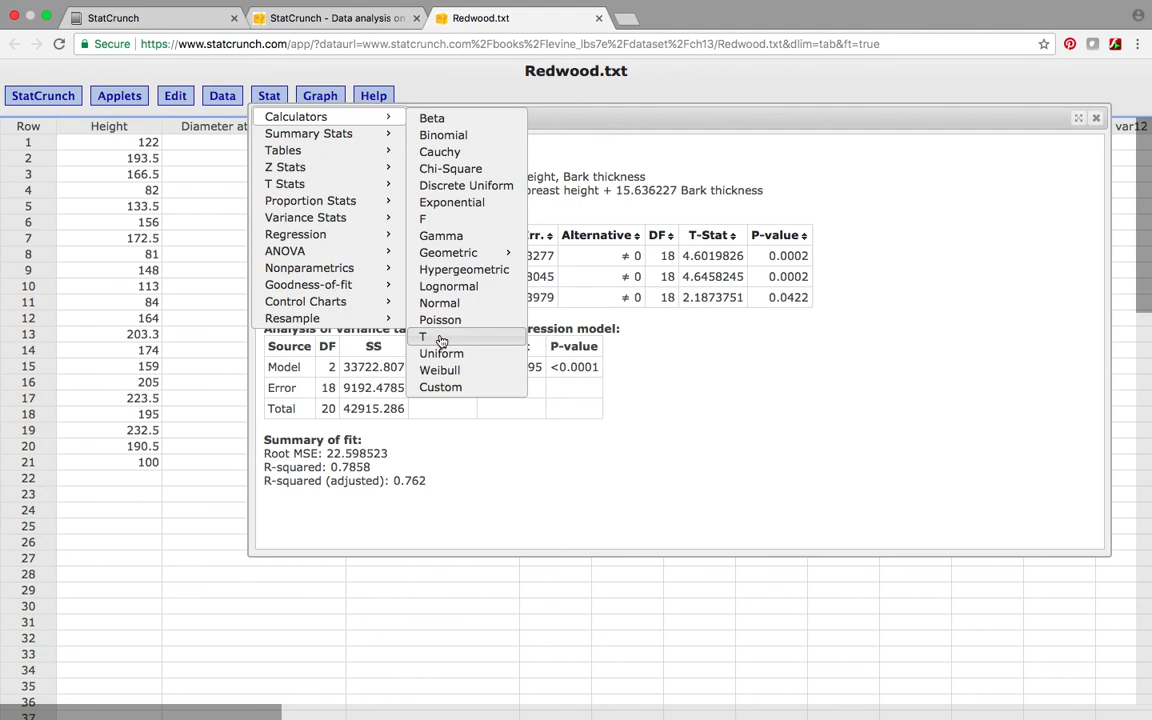 StatCrunch
StatCrunch - Data analysis on
Redwood.txt
Secure https://www.statcrunch.com/app/?dataurl=www.statcrunch.com%2Fbooks%2Flevine_lbs7e%2Fdataset%2Fch13/Redwood.txt&dlim=tab&ft=true
Redwood.txt
StatCrunch Applets Edit Data Stat Graph Help
Row Height Diameter at var12
1 122
2 193.5
3 166.5
4 82
5 133.5
6 156
7 172.5
8 81
9 148
10 113
11 84
12 164
13 203.3
14 174
15 159
16 205
17 223.5
18 195
19 232.5
20 190.5
21 100
22
23
24
25
26
27
28
29
30
31
32
33
34
35
36
37
Calculators
Summary Stats
Tables
Z Stats
T Stats
Proportion Stats
Variance Stats
Regression
ANOVA
Nonparametrics
Goodness-of-fit
Control Charts
Resample
Beta
Binomial
Cauchy
Chi-Square
Discrete Uniform
Exponential
F
Gamma
Geometric
Hypergeometric
Lognormal
Normal
Poisson
T
Uniform
Weibull
Custom
eight, Bark thickness
breast height + 15.636227 Bark thickness
rr. Alternative DF T-Stat P-value
3277 ≠ 0 18 4.6019826 0.0002
8045 ≠ 0 18 4.6458245 0.0002
3979 ≠ 0 18 2.1873751 0.0422
Analysis of variance ta ression model:
Source DF SS P-value
Model 2 33722.807 95 <0.0001
Error 18 9192.4785
Total 20 42915.286
Summary of fit:
Root MSE: 22.598523
R-squared: 0.7858
R-squared (adjusted): 0.762